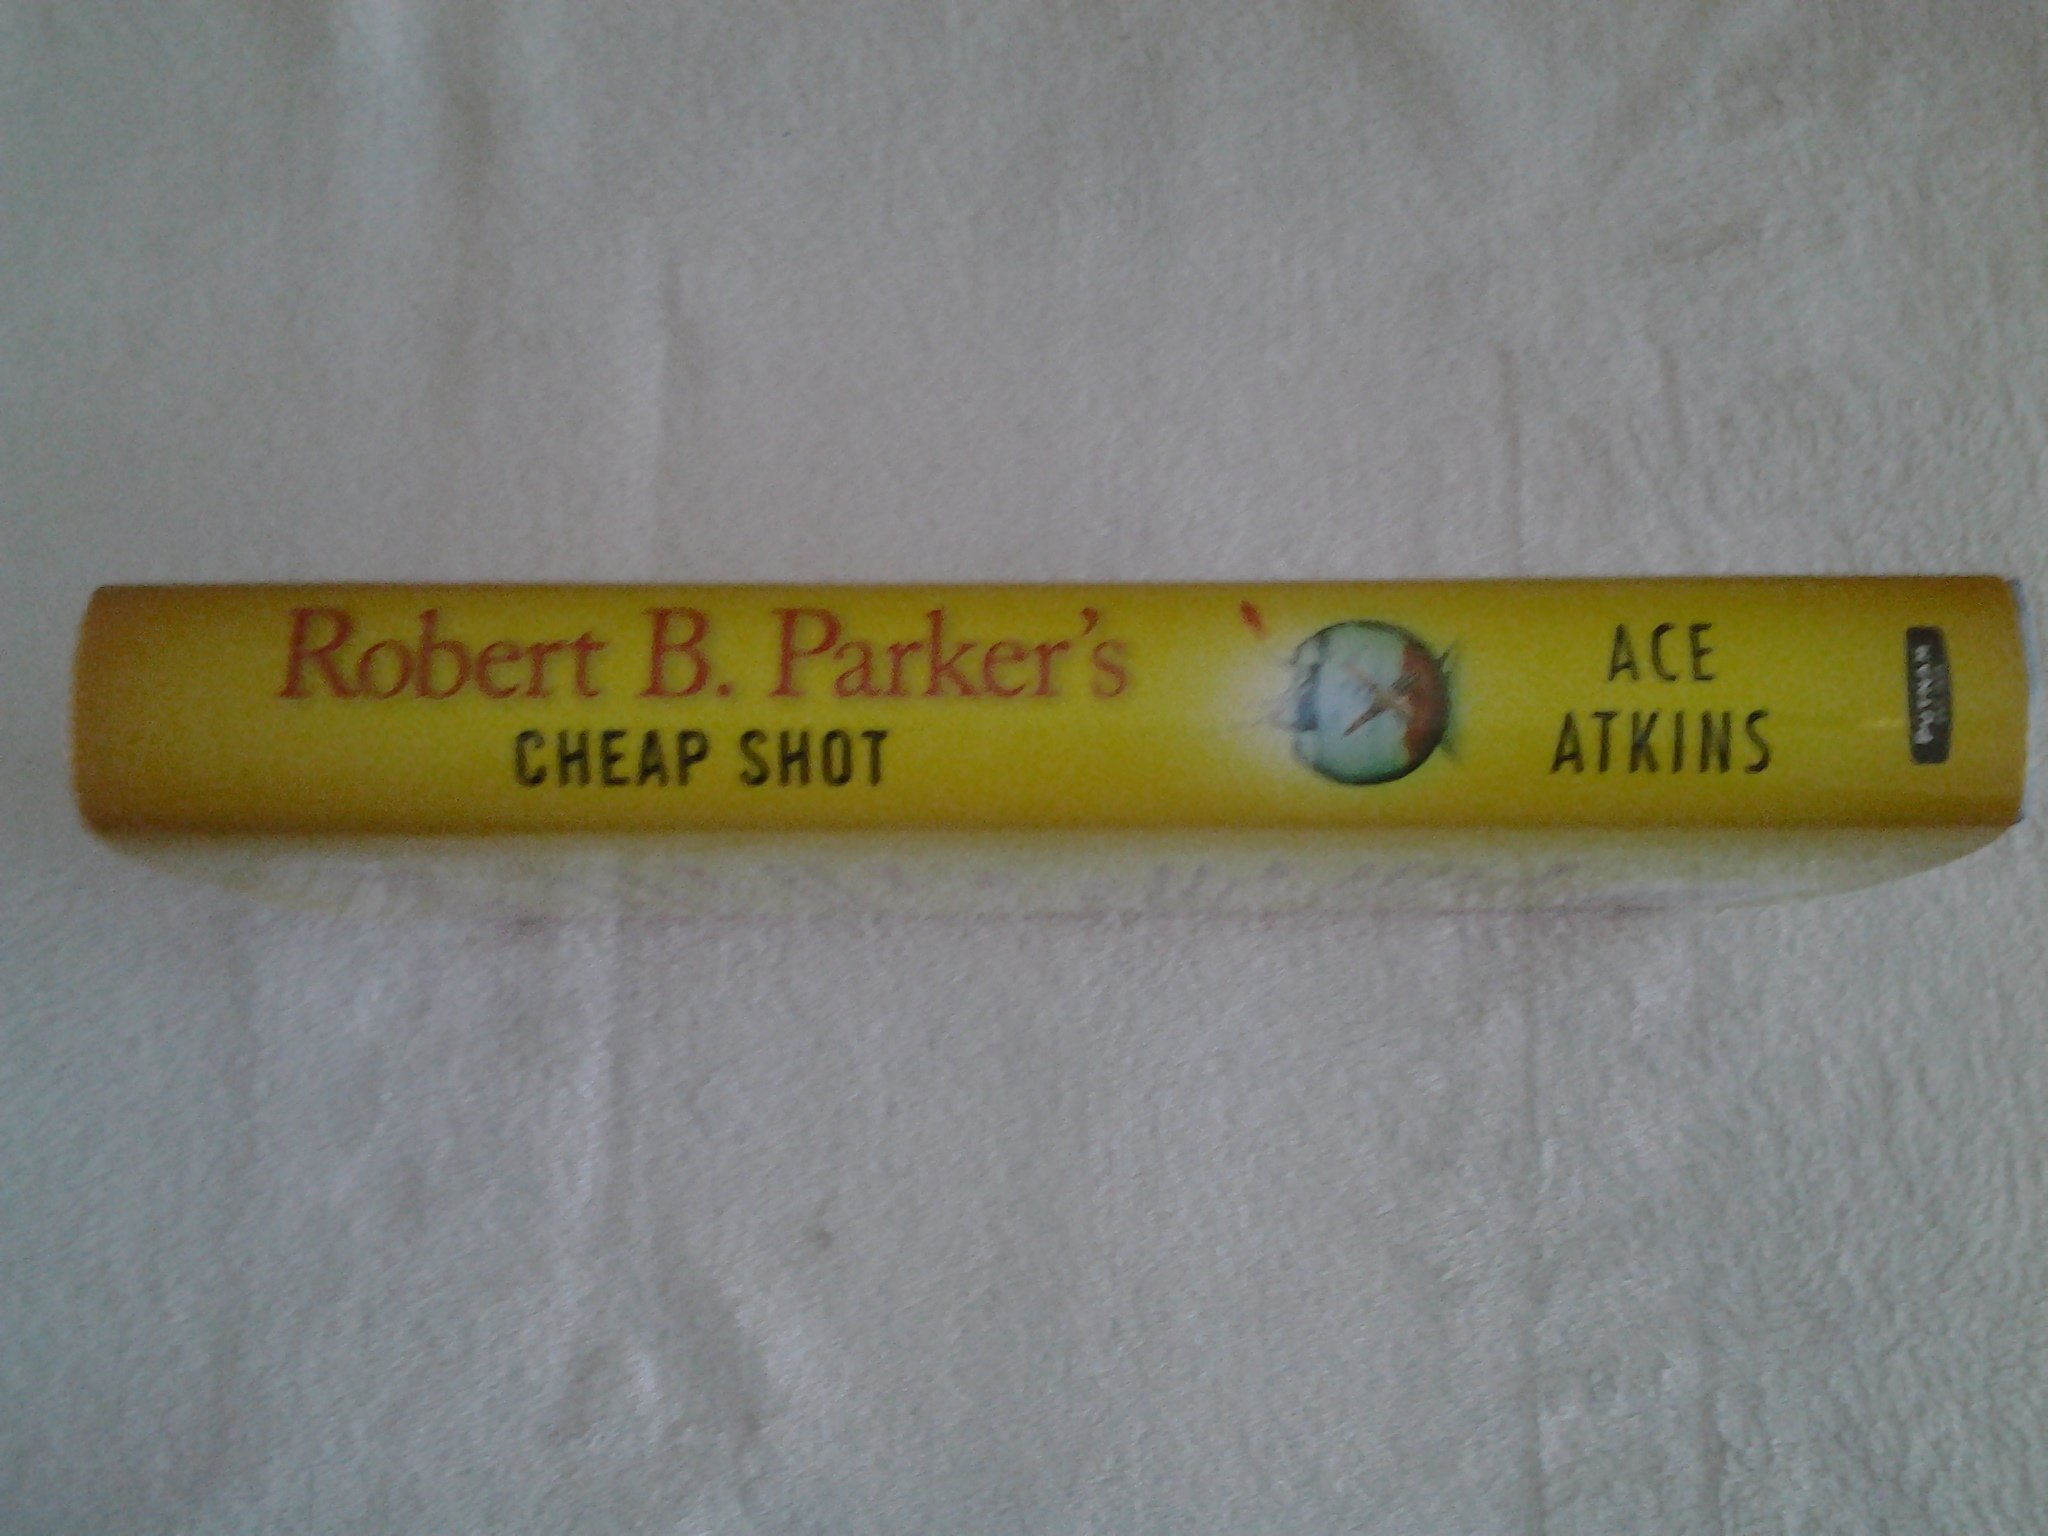 Robert B. Parker's
CHEAP SHOT
ACE
ATKINS